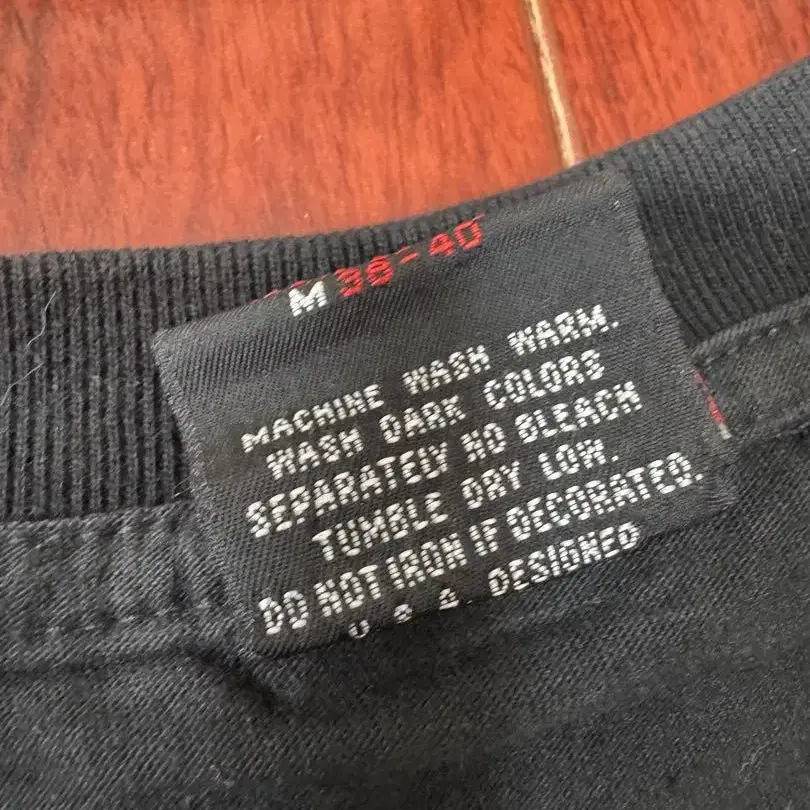 M 38-40
MACHINE WASH WARM.
WASH DARK COLORS
SEPARATELY NO BLEACH
TUMBLE DRY LOW.
DO NOT IRON IF DECORATED.
U.S.A. DESIGNED